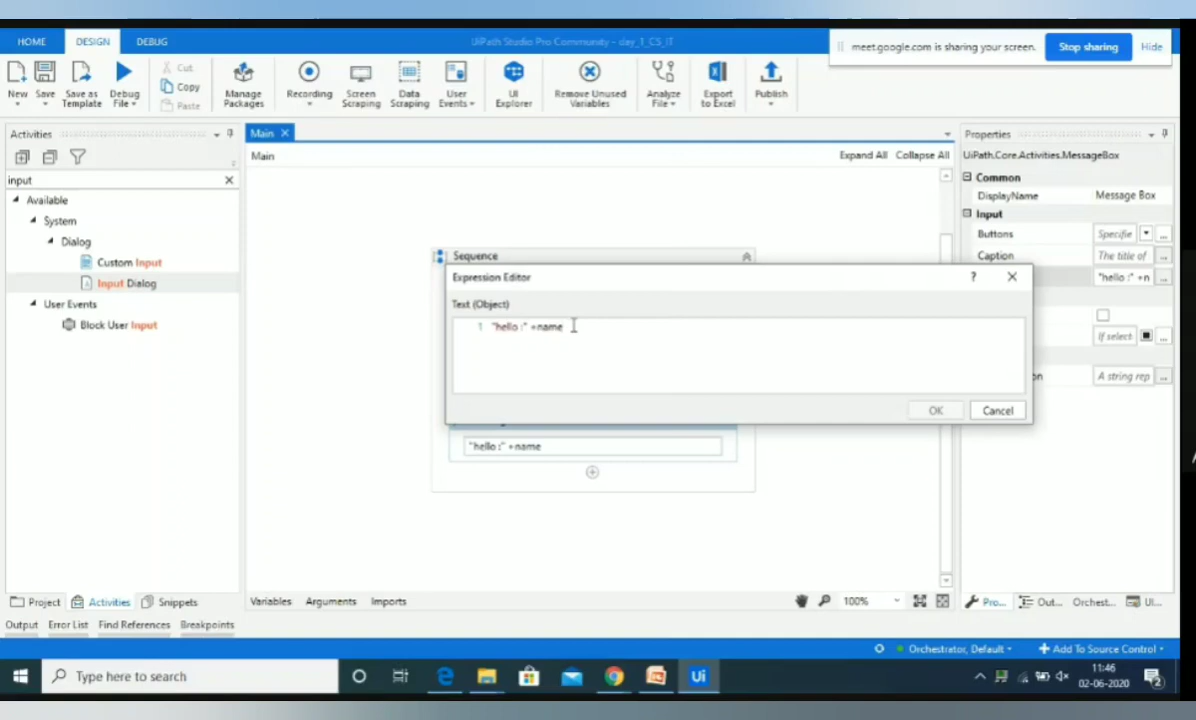 HOME DESIGN DEBUG
UiPath Studio Pro Community - day_1_CS_IT
meet.google.com is sharing your screen. Stop sharing Hide
New Save Save as Template Debug File Cut Copy Paste Manage Packages Recording Screen Scraping Data Scraping User Events UI Explorer Remove Unused Variables Analyze File Export to Excel Publish
Activities
input
Available
System
Dialog
Custom Input
Input Dialog
User Events
Block User Input
Main
Main Expand All Collapse All
Sequence
Expression Editor ?
Text (Object)
1 "hello :" +name
OK Cancel
"hello :" +name
Properties
UiPath.Core.Activities.MessageBox
Common
DisplayName Message Box
Input
Buttons Specifie ...
Caption The title of ...
"hello :" +n ...
If select ...
on A string rep ...
Project Activities Snippets
Variables Arguments Imports 100%
Pro... Out... Orchest... UI...
Output Error List Find References Breakpoints
Orchestrator, Default Add To Source Control
Type here to search
Ui
11:46
02-06-2020
2